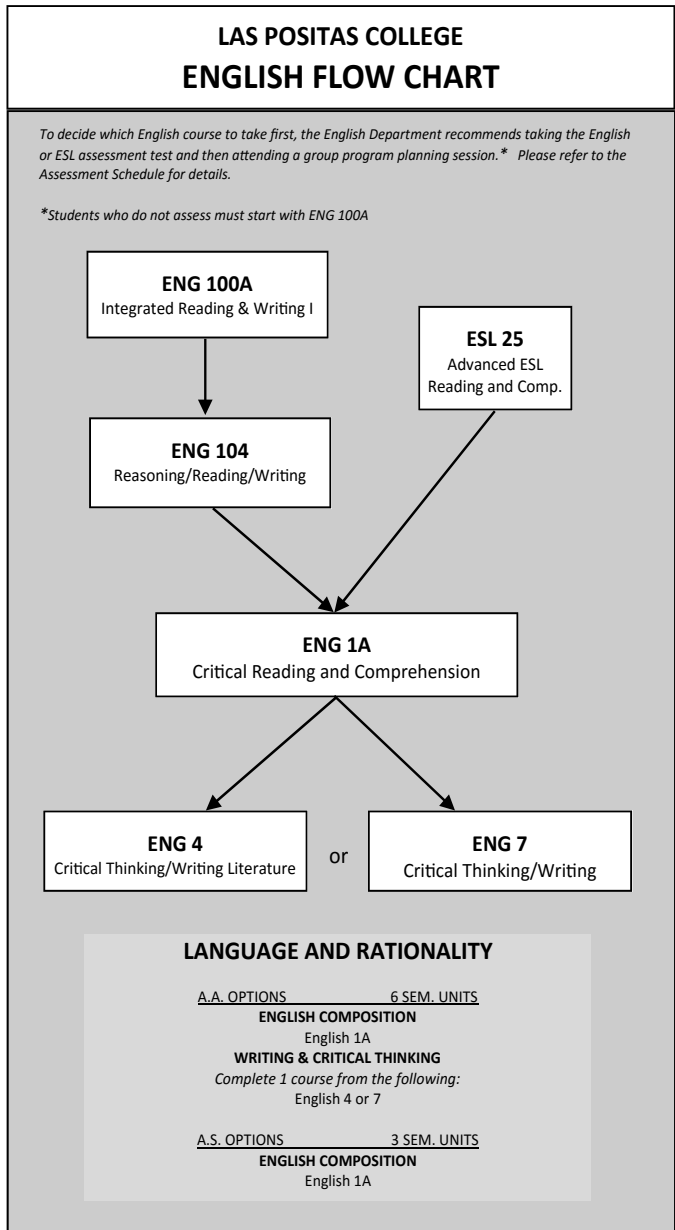 LAS POSITAS COLLEGE
ENGLISH FLOW CHART
To decide which English course to take first, the English Department recommends taking the English
or ESL assessment test and then attending a group program planning session.* Please refer to the
Assessment Schedule for details.
*Students who do not assess must start with ENG 100A
ENG 100A
Integrated Reading & Writing I
ESL 25
Advanced ESL
Reading and Comp.
ENG 104
Reasoning/Reading/Writing
ENG 1A
Critical Reading and Comprehension
ENG 4
Critical Thinking/Writing Literature
or
ENG 7
Critical Thinking/Writing
LANGUAGE AND RATIONALITY
A.A. OPTIONS 6 SEM. UNITS
ENGLISH COMPOSITION
English 1A
WRITING & CRITICAL THINKING
Complete 1 course from the following:
English 4 or 7
A.S. OPTIONS 3 SEM. UNITS
ENGLISH COMPOSITION
English 1A